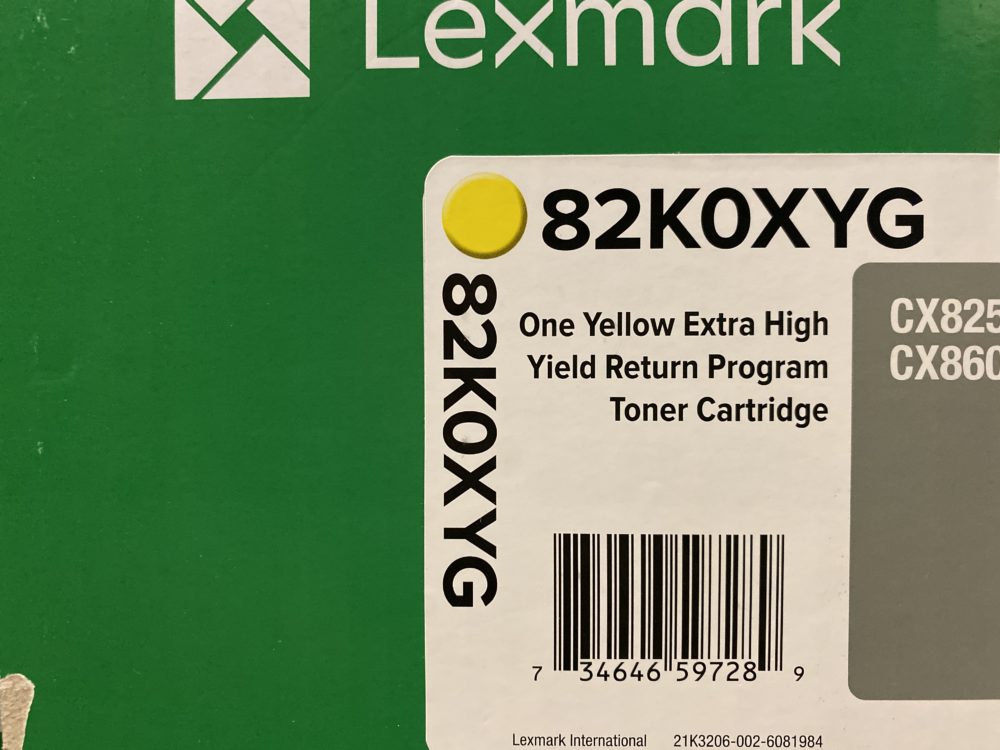 Lexmark
82K0XYG
82K0XYG
One Yellow Extra High
Yield Return Program
Toner Cartridge
CX825
CX860
7 34646 59728 9
Lexmark International 21K3206-002-6081984